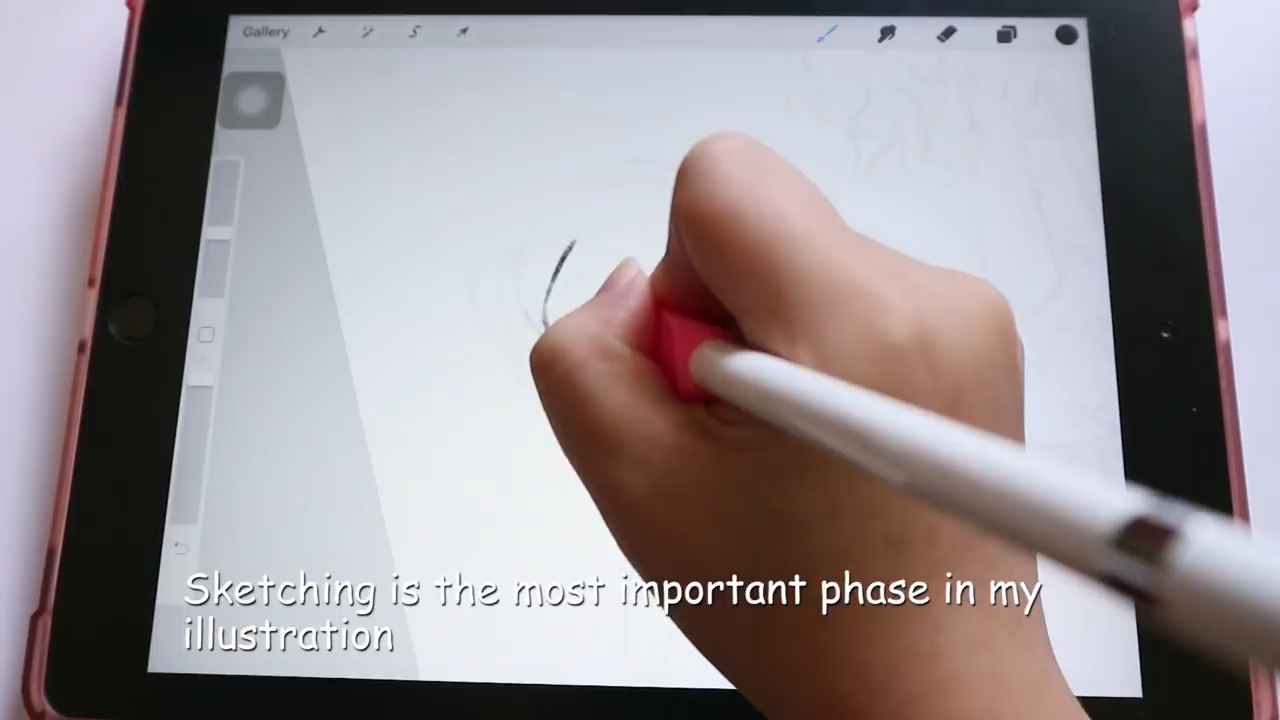 Gallery
Sketching is the most important phase in my
illustration